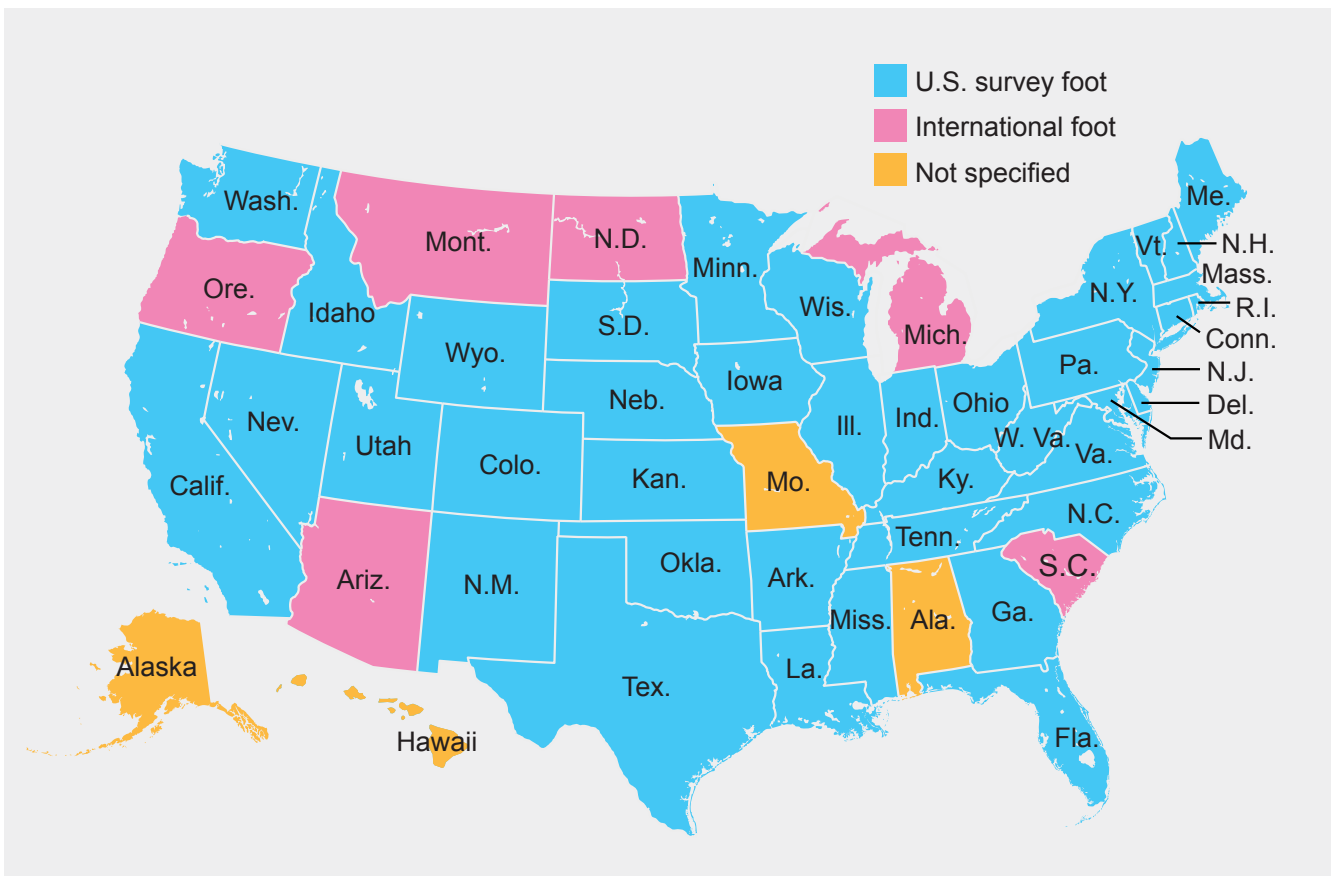 U.S. survey foot
International foot
Not specified
Wash.
Mont.
N.D.
Minn.
Me.
Vt.
N.H.
Mass.
R.I.
Conn.
N.J.
Del.
Md.
Ore.
Idaho
Wyo.
S.D.
Wis.
Mich.
N.Y.
Pa.
Iowa
Neb.
Nev.
Utah
Colo.
Kan.
Mo.
Ill.
Ind.
Ohio
W. Va.
Va.
Ky.
Calif.
N.C.
Tenn.
S.C.
Ariz.
N.M.
Okla.
Ark.
Miss.
Ala.
Ga.
La.
Tex.
Fla.
Alaska
Hawaii